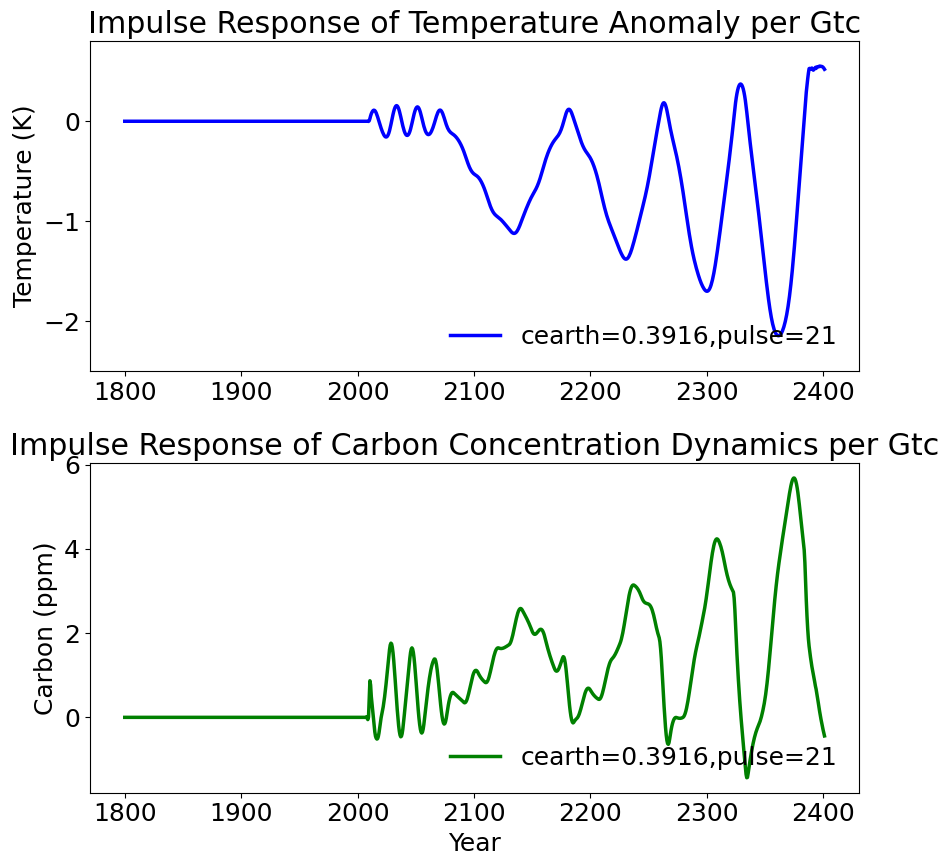 Impulse Response of Temperature Anomaly per Gtc
Temperature (K)
0
−1
−2
cearth=0.3916,pulse=21
1800 1900 2000 2100 2200 2300 2400
Impulse Response of Carbon Concentration Dynamics per Gtc
Carbon (ppm)
6
4
2
0
cearth=0.3916,pulse=21
1800 1900 2000 2100 2200 2300 2400
Year